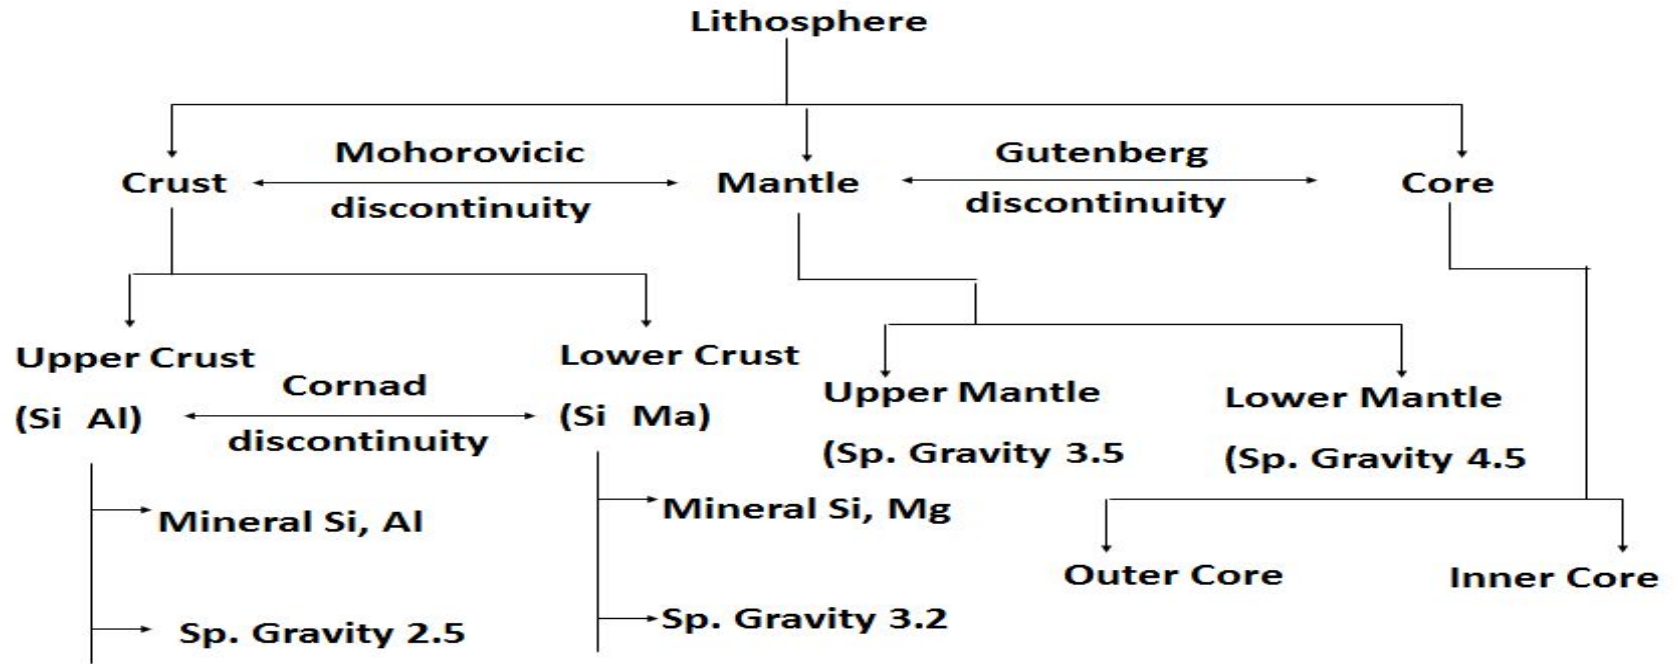 Lithosphere
Mohorovicic
discontinuity
Gutenberg
discontinuity
Crust
Mantle
Core
Upper Crust
(Si Al)
Cornad
discontinuity
Lower Crust
(Si Ma)
Upper Mantle
(Sp. Gravity 3.5
Lower Mantle
(Sp. Gravity 4.5
Mineral Si, Al
Sp. Gravity 2.5
Mineral Si, Mg
Sp. Gravity 3.2
Outer Core
Inner Core